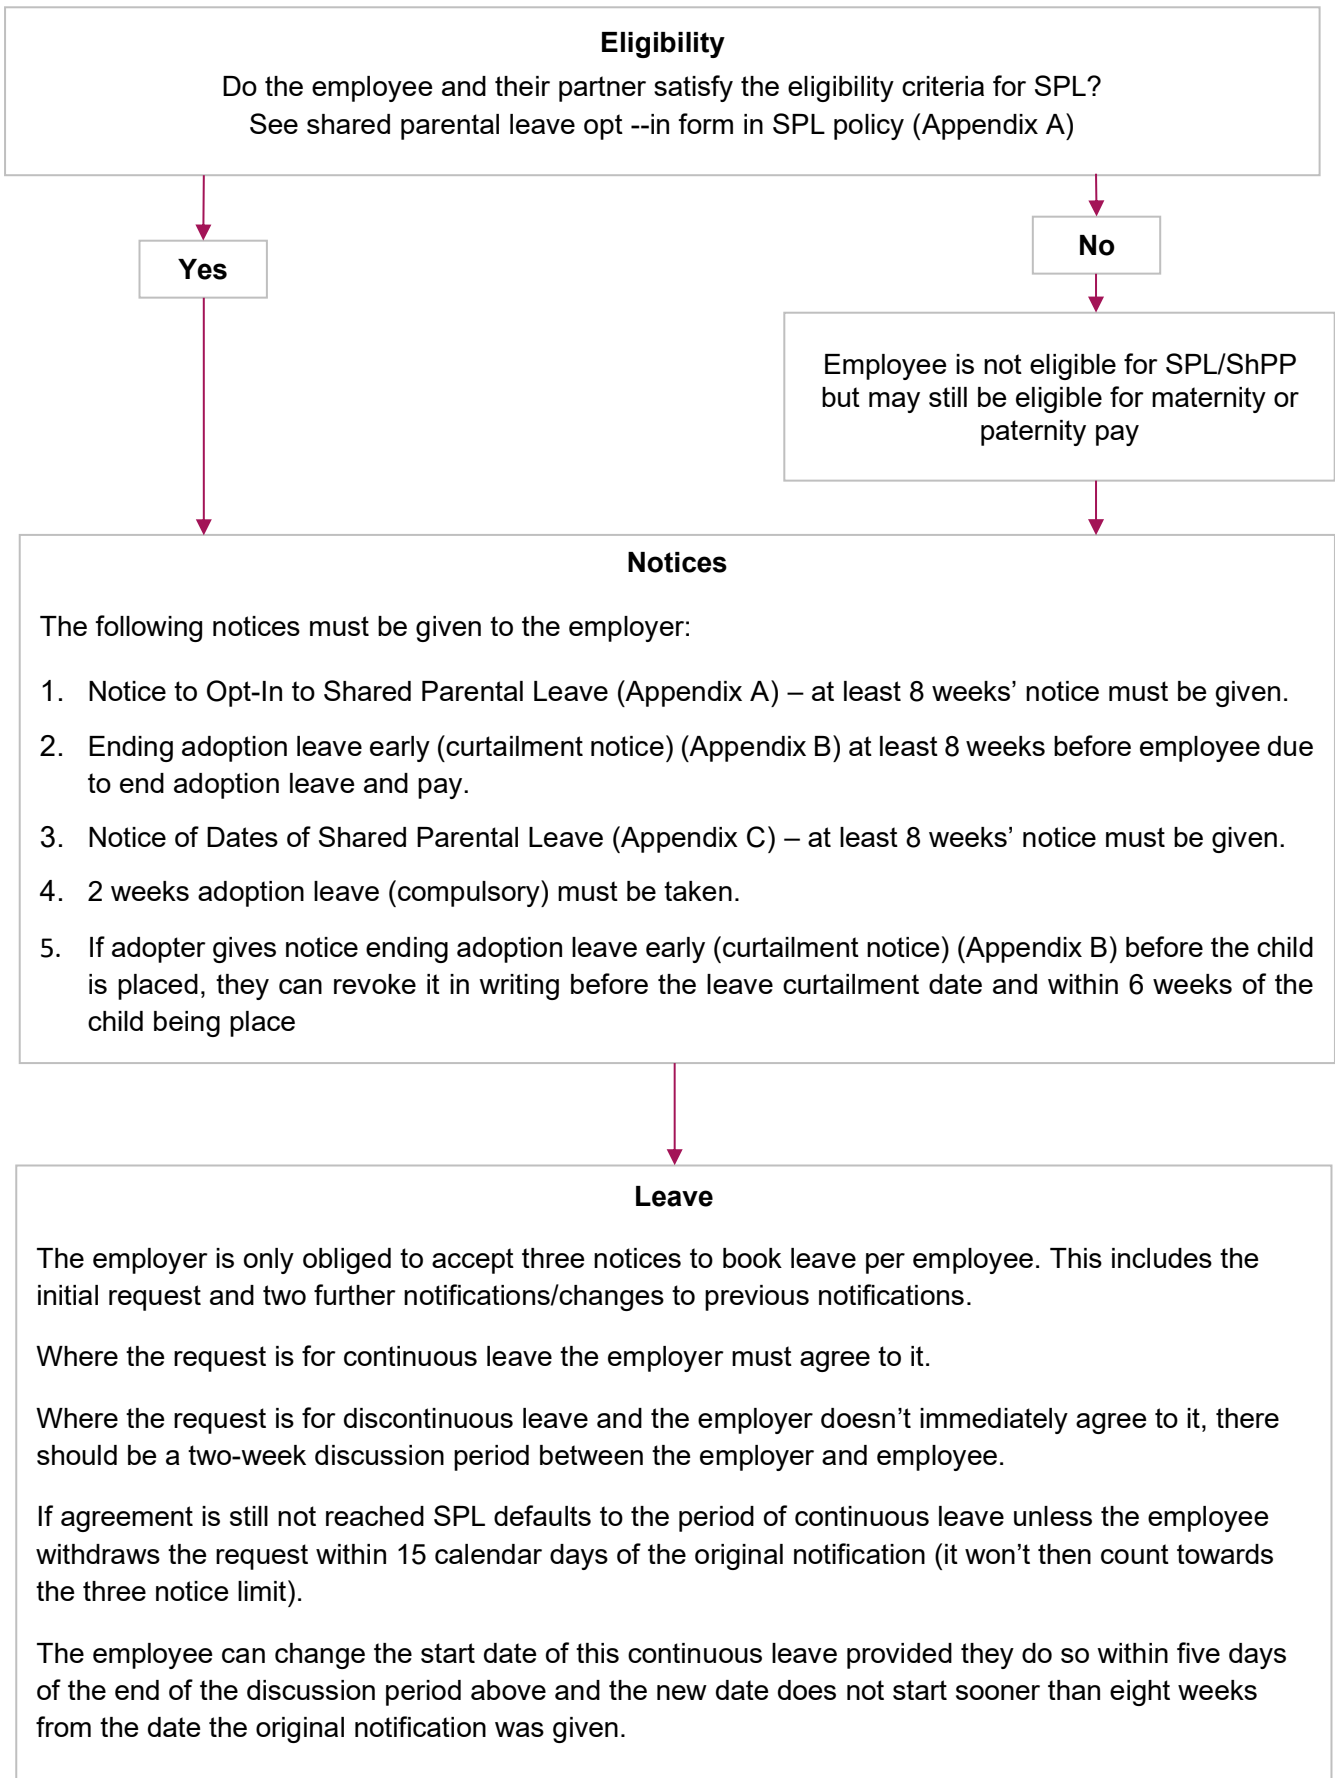 Eligibility
Do the employee and their partner satisfy the eligibility criteria for SPL?
See shared parental leave opt --in form in SPL policy (Appendix A)
Yes
No
Employee is not eligible for SPL/ShPP
but may still be eligible for maternity or
paternity pay
Notices
The following notices must be given to the employer:
1. Notice to Opt-In to Shared Parental Leave (Appendix A) – at least 8 weeks’ notice must be given.
2. Ending adoption leave early (curtailment notice) (Appendix B) at least 8 weeks before employee due
to end adoption leave and pay.
3. Notice of Dates of Shared Parental Leave (Appendix C) – at least 8 weeks’ notice must be given.
4. 2 weeks adoption leave (compulsory) must be taken.
5. If adopter gives notice ending adoption leave early (curtailment notice) (Appendix B) before the child
is placed, they can revoke it in writing before the leave curtailment date and within 6 weeks of the
child being place
Leave
The employer is only obliged to accept three notices to book leave per employee. This includes the
initial request and two further notifications/changes to previous notifications.
Where the request is for continuous leave the employer must agree to it.
Where the request is for discontinuous leave and the employer doesn’t immediately agree to it, there
should be a two-week discussion period between the employer and employee.
If agreement is still not reached SPL defaults to the period of continuous leave unless the employee
withdraws the request within 15 calendar days of the original notification (it won’t then count towards
the three notice limit).
The employee can change the start date of this continuous leave provided they do so within five days
of the end of the discussion period above and the new date does not start sooner than eight weeks
from the date the original notification was given.